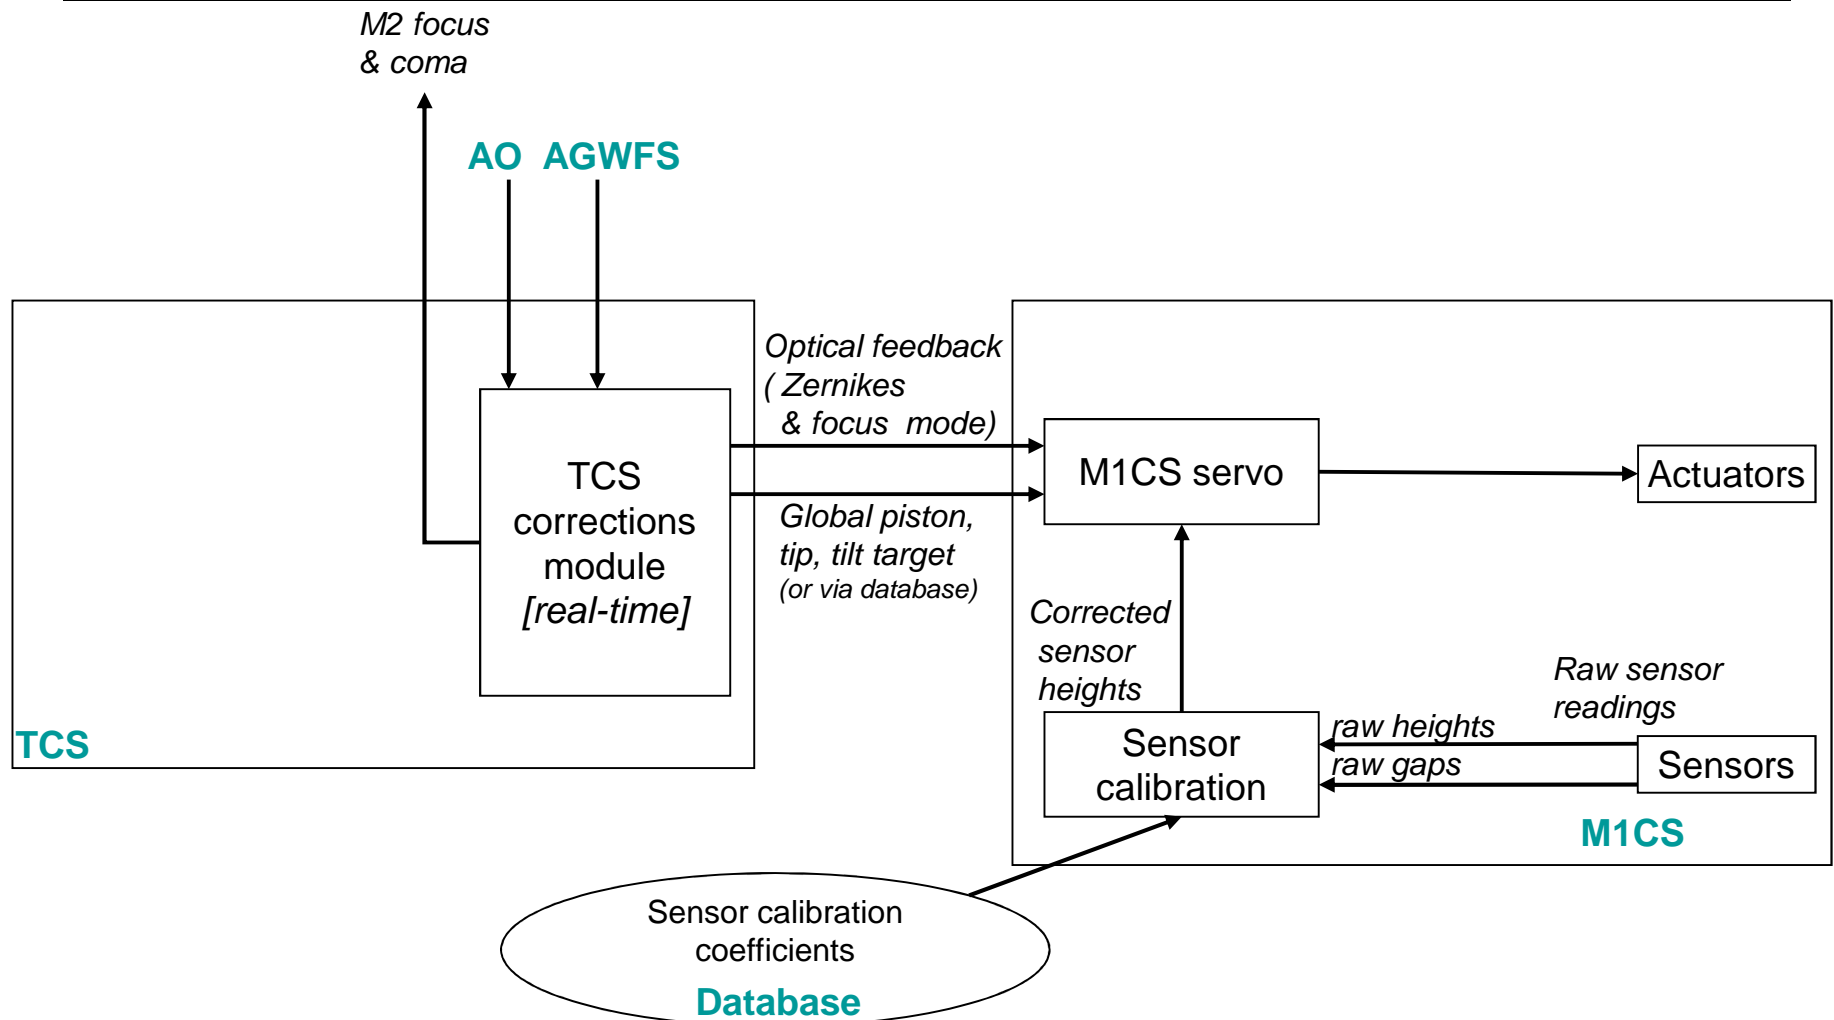 M2 focus
& coma
AO AGWFS
Optical feedback
( Zernikes
& focus mode)
TCS
corrections
module
[real-time]
Global piston,
tip, tilt target
(or via database)
M1CS servo
Actuators
Corrected
sensor
heights
Raw sensor
readings
raw heights
raw gaps
Sensor
calibration
Sensors
TCS
M1CS
Sensor calibration
coefficients
Database